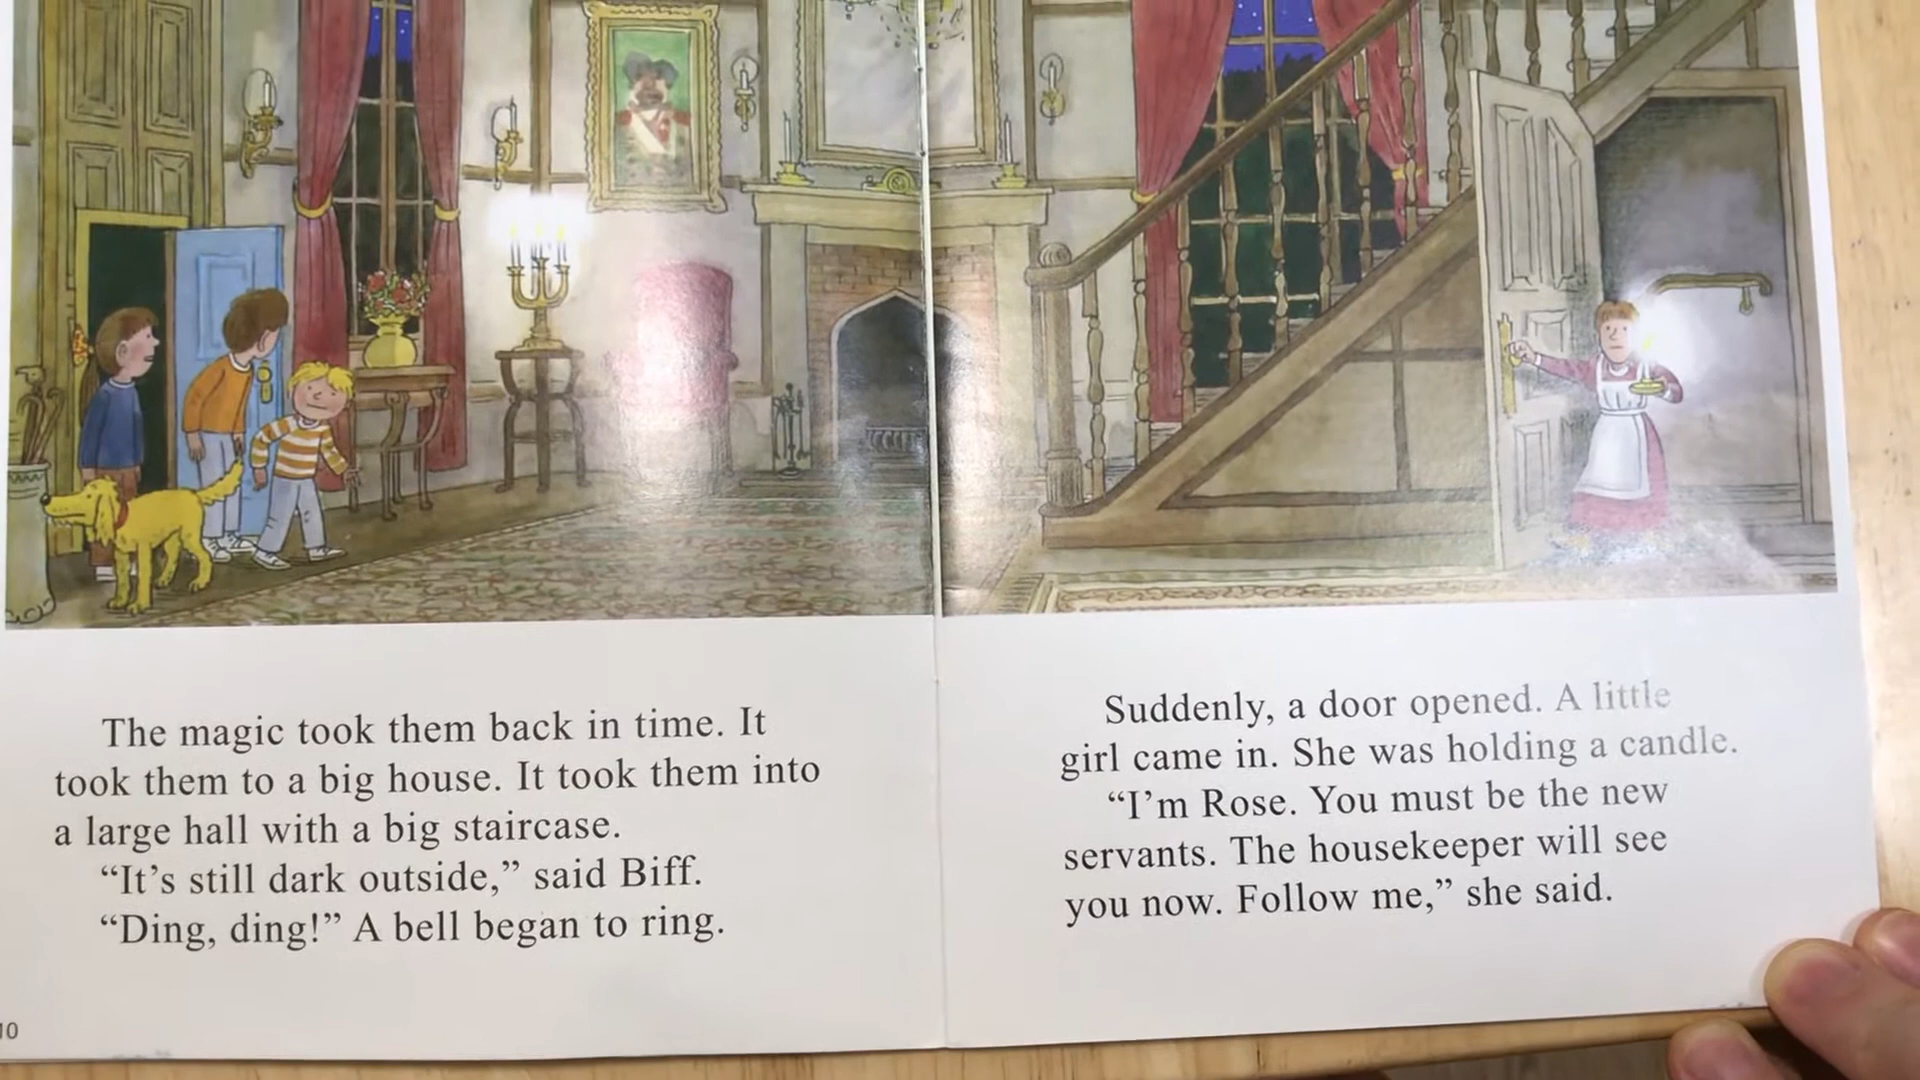 The magic took them back in time. It
took them to a big house. It took them into
a large hall with a big staircase.
“It’s still dark outside,” said Biff.
“Ding, ding!” A bell began to ring.
10
Suddenly, a door opened. A little
girl came in. She was holding a candle.
“I’m Rose. You must be the new
servants. The housekeeper will see
you now. Follow me,” she said.